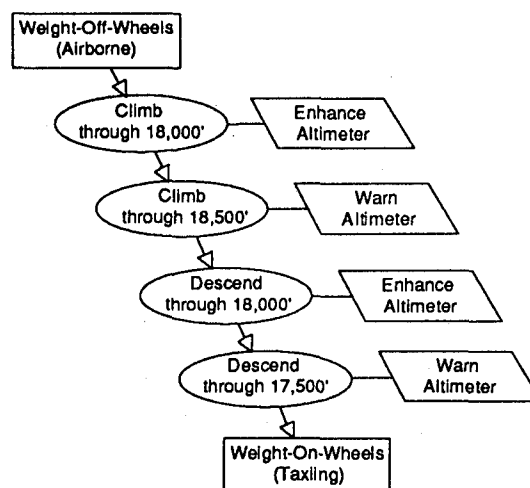 Weight-Off-Wheels
(Airborne)
Climb
through 18,000'
Enhance
Altimeter
Climb
through 18,500'
Warn
Altimeter
Descend
through 18,000'
Enhance
Altimeter
Descend
through 17,500'
Warn
Altimeter
Weight-On-Wheels
(Taxiing)